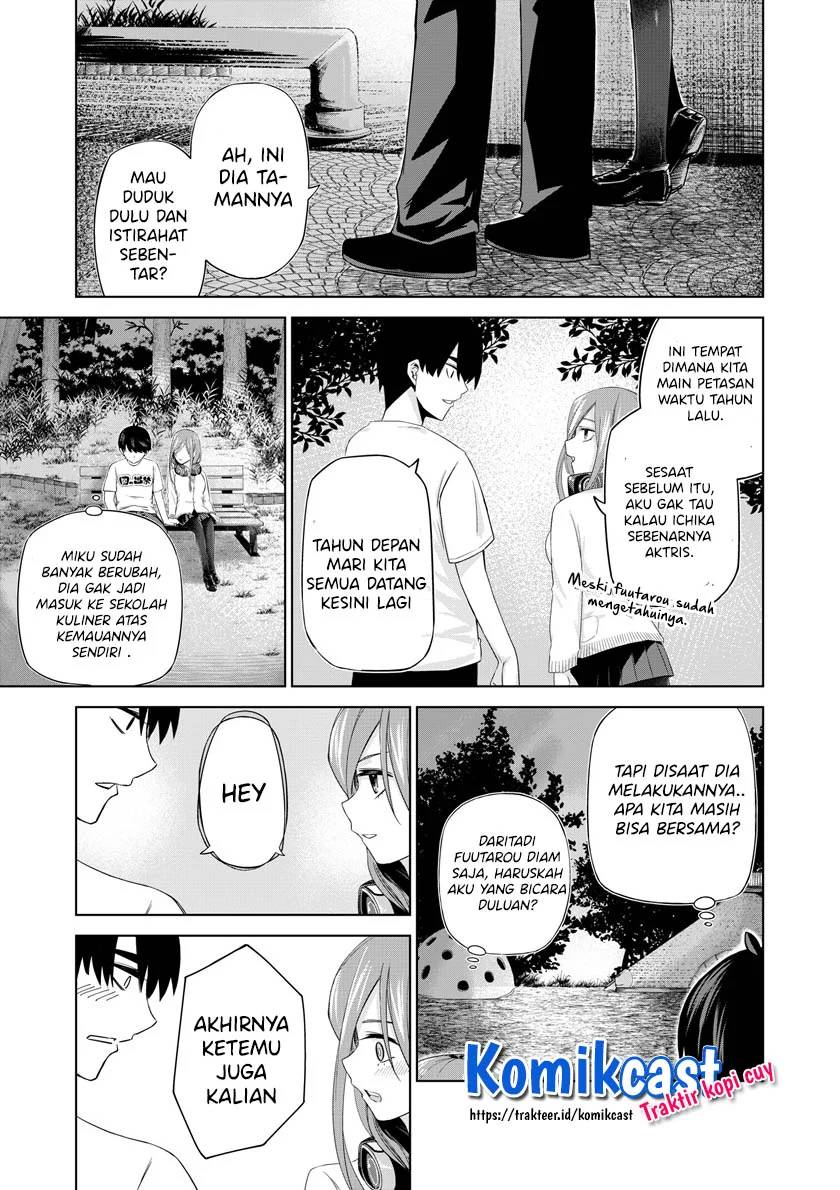 AH, INI
DIA TA-
MANNYA
MAU
DUDUK
DULU DAN
ISTIRAHAT
SEBEN-
TAR?
INI TEMPAT
DIMANA KITA
MAIN PETASAN
WAKTU TAHUN
LALU.
SESAAT
SEBELUM ITU,
AKU GAK TAU
KALAU ICHIKA
SEBENARNYA
AKTRIS.
Meski fuutarou sudah
mengetahuinya.
TAHUN DEPAN
MARI KITA
SEMUA DATANG
KESINI LAGI
MIKU SUDAH
BANYAK BERUBAH,
DIA GAK JADI
MASUK KE SEKOLAH
KULINER ATAS
KEMAUANNYA
SENDIRI .
TAPI DISAAT DIA
MELAKUKANNYA..
APA KITA MASIH
BISA BERSAMA?
DARITADI
FUUTAROU DIAM
SAJA, HARUSKAH
AKU YANG BICARA
DULUAN?
HEY
AKHIRNYA
KETEMU
JUGA
KALIAN
Komikcast
Traktir kopi cuy
https://trakteer.id/komikcast